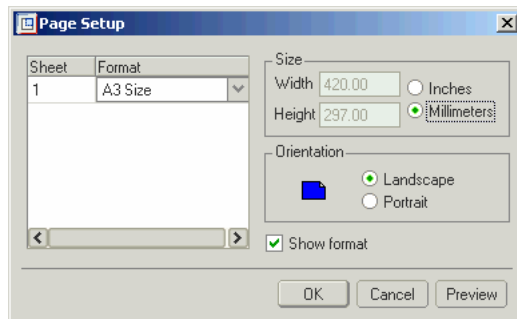 Page Setup
Sheet Format
1 A3 Size
Size
Width 420.00
Height 297.00
Inches
Millimeters
Orientation
Landscape
Portrait
Show format
OK Cancel Preview